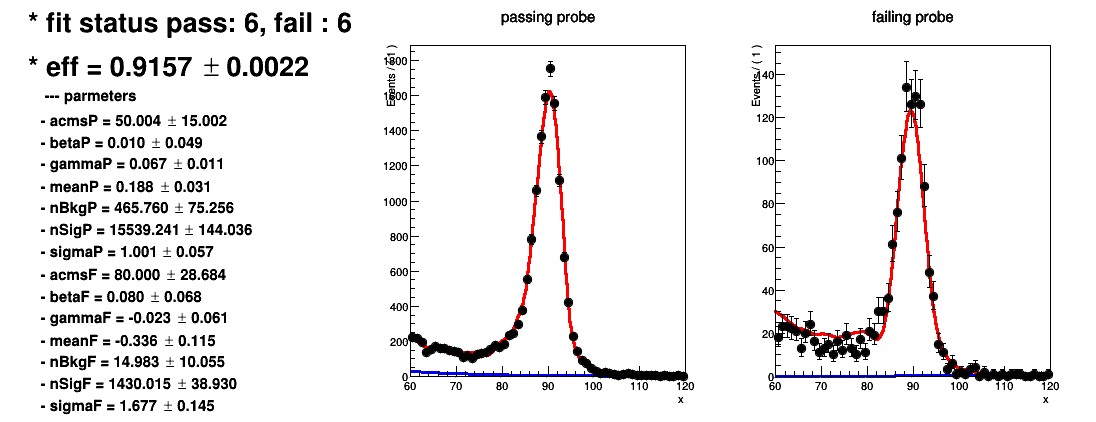 * fit status pass: 6, fail : 6
* eff = 0.9157 ± 0.0022
--- parmeters
- acmsP = 50.004 ± 15.002
- betaP = 0.010 ± 0.049
- gammaP = 0.067 ± 0.011
- meanP = 0.188 ± 0.031
- nBkgP = 465.760 ± 75.256
- nSigP = 15539.241 ± 144.036
- sigmaP = 1.001 ± 0.057
- acmsF = 80.000 ± 28.684
- betaF = 0.080 ± 0.068
- gammaF = -0.023 ± 0.061
- meanF = -0.336 ± 0.115
- nBkgF = 14.983 ± 10.055
- nSigF = 1430.015 ± 38.930
- sigmaF = 1.677 ± 0.145
passing probe
Events / ( 1 )
1800
1600
1400
1200
1000
800
600
400
200
0
60 70 80 90 100 110 120
x
failing probe
Events / ( 1 )
140
120
100
80
60
40
20
0
60 70 80 90 100 110 120
x